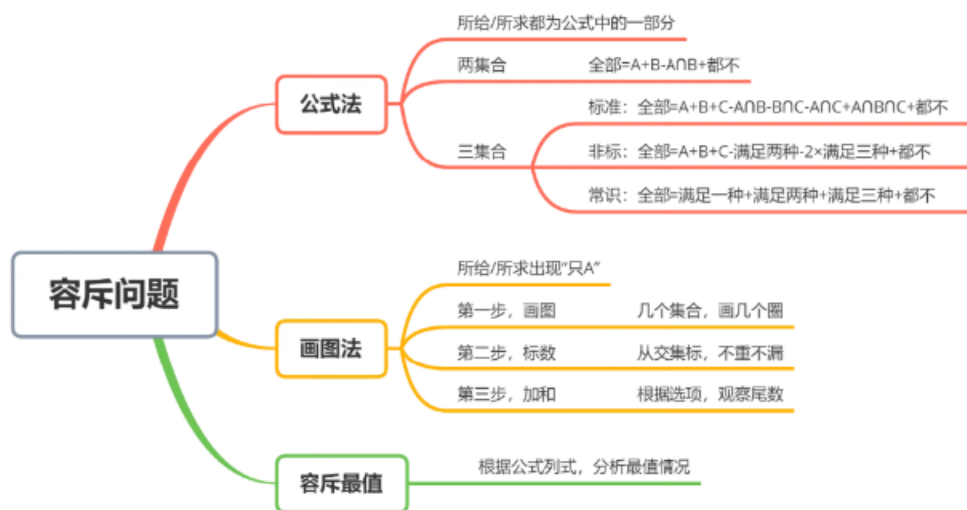 所给/所求都为公式中的一部分
两集合 全部=A+B-A∩B+都不
公式法
标准：全部=A+B+C-A∩B-B∩C-A∩C+A∩B∩C+都不
三集合 非标：全部=A+B+C-满足两种-2×满足三种+都不
常识：全部=满足一种+满足两种+满足三种+都不
容斥问题
所给/所求出现“只A”
第一步，画图 几个集合，画几个圈
画图法
第二步，标数 从交集标，不重不漏
第三步，加和 根据选项，观察尾数
容斥最值 根据公式列式，分析最值情况